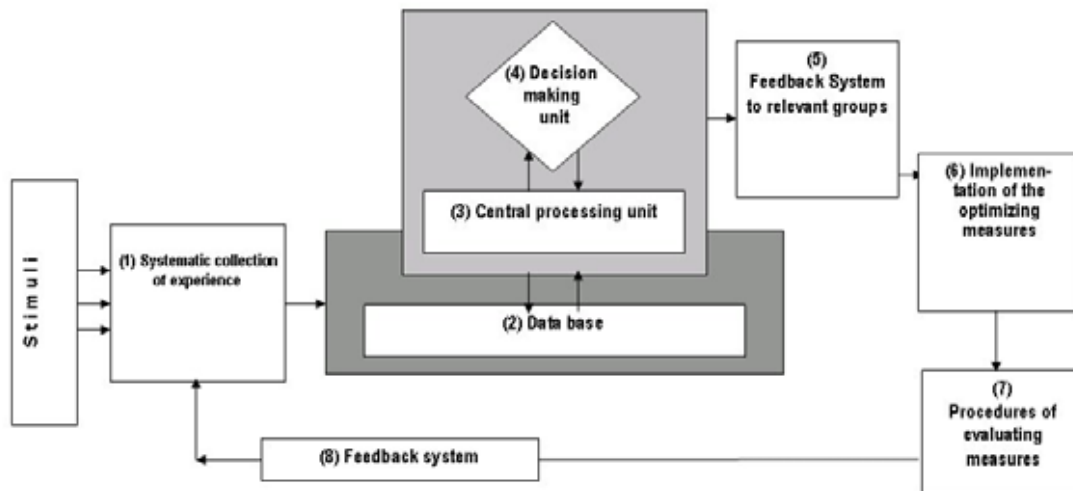 Stimuli
(1) Systematic collection
of experience
(2) Data base
(3) Central processing unit
(4) Decision
making
unit
(5)
Feedback System
to relevant groups
(6) Implemen-
tation of the
optimizing
measures
(7)
Procedures of
evaluating
measures
(8) Feedback system